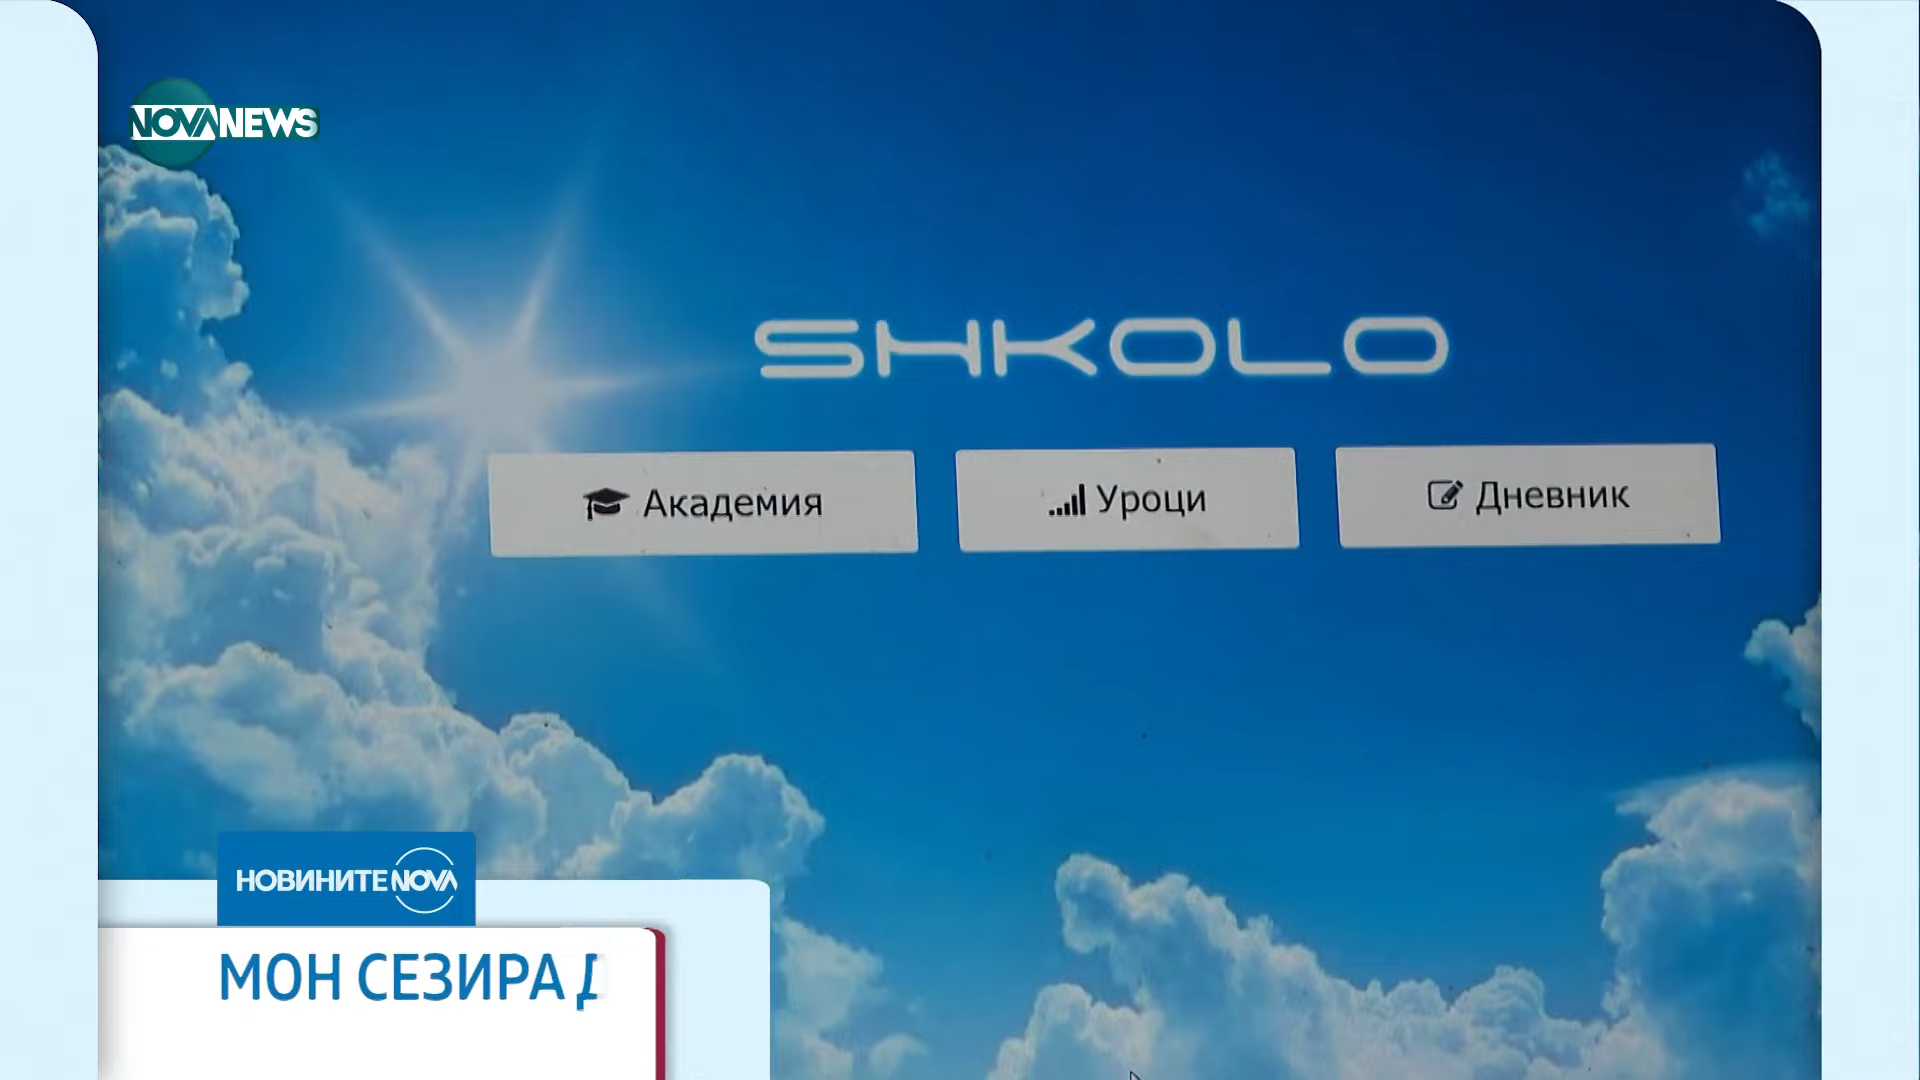 NOVANEWS
SHKOLO
Академия
Уроци
Дневник
НОВИНИТЕ NOVA
МОН СЕЗИРА